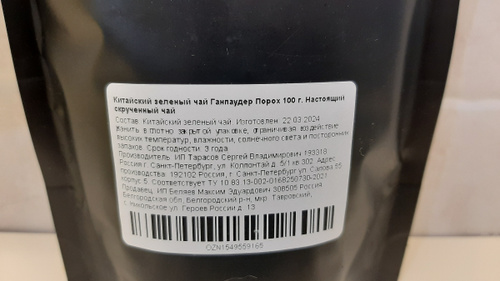 Китайский зеленый чай Ганпаудер Порох 100 г. Настоящий
скрученный чай
Состав: Китайский зеленый чай. Изготовлен: 22.03.2024
Хранить в плотно закрытой упаковке, ограничивая воздействие
высоких температур, влажности, солнечного света и посторонних
запахов. Срок годности: 3 года
Производитель: ИП Тарасов Сергей Владимирович 193318,
Россия г. Санкт-Петербург, ул. Коллонтай д. 5/1 кв 302. Адрес
производства: 192102 Россия, г. Санкт-Петербург ул. Салова 55
корпус 5. Соответствует ТУ 10.83.13-002-0168250730-2021
Продавец: ИП Беляев Максим Эдуардович 308505 Россия
Белгородская обл, Белгородский р-н, мкр. Тавровский,
с. Никольское ул. Героев России д. 13
OZN1549559165